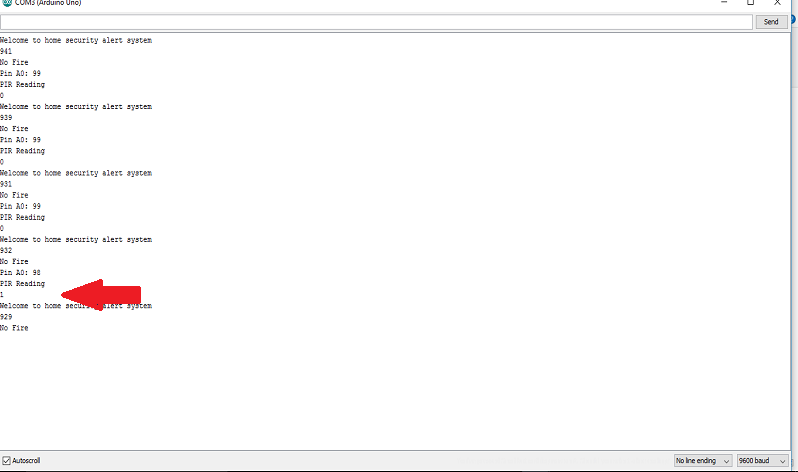 COM3 (Arduino Uno)
Send
Welcome to home security alert system
941
No Fire
Pin A0: 99
PIR Reading
0
Welcome to home security alert system
939
No Fire
Pin A0: 99
PIR Reading
0
Welcome to home security alert system
931
No Fire
Pin A0: 99
PIR Reading
0
Welcome to home security alert system
932
No Fire
Pin A0: 98
PIR Reading
1
Welcome to home security alert system
929
No Fire
Autoscroll
No line ending
9600 baud